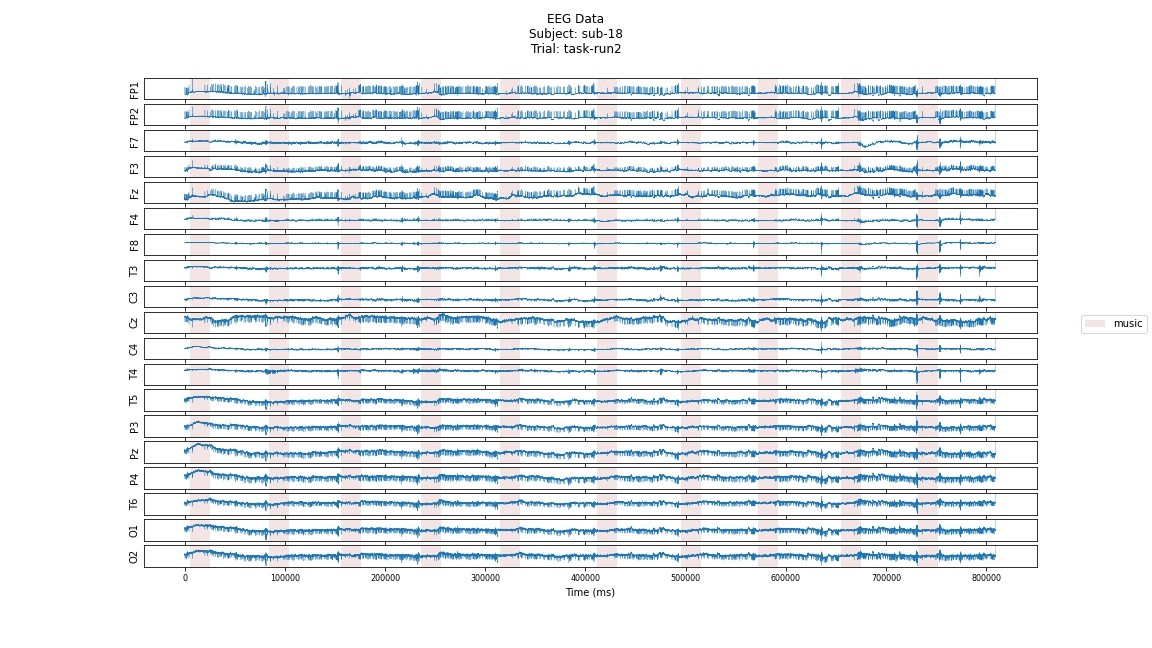 EEG Data
Subject: sub-18
Trial: task-run2
FP1
FP2
F7
F3
Fz
F4
F8
T3
C3
Cz
C4
T4
T5
P3
Pz
P4
T6
O1
O2
music
0 100000 200000 300000 400000 500000 600000 700000 800000
Time (ms)